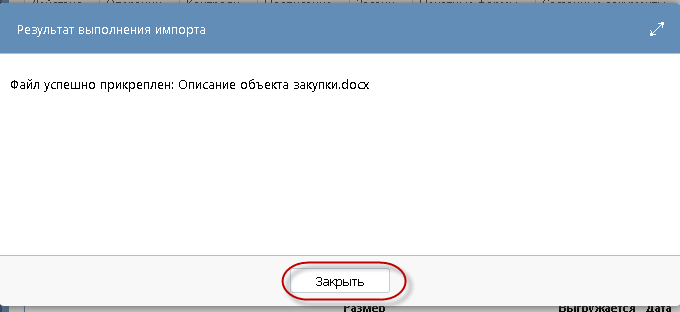 Результат выполнения импорта
Файл успешно прикреплен: Описание объекта закупки.docx
Закрыть
Размер Выгружается Дата